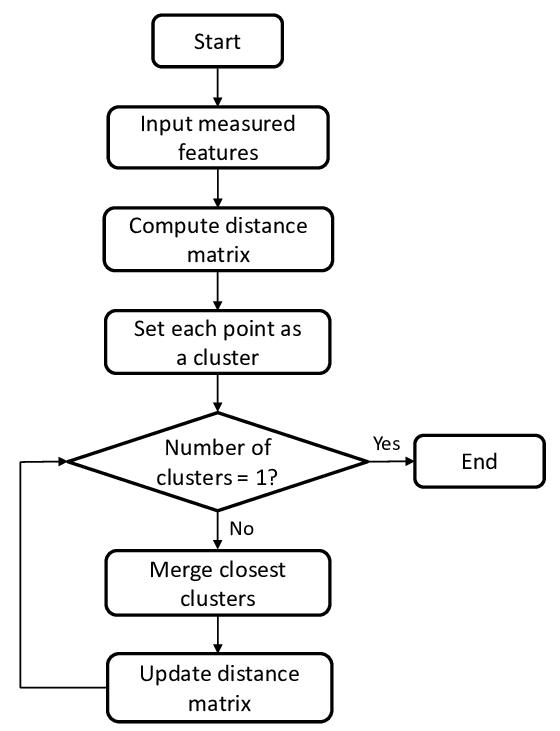 Start
Input measured
features
Compute distance
matrix
Set each point as
a cluster
Number of
clusters = 1?
Yes
End
No
Merge closest
clusters
Update distance
matrix